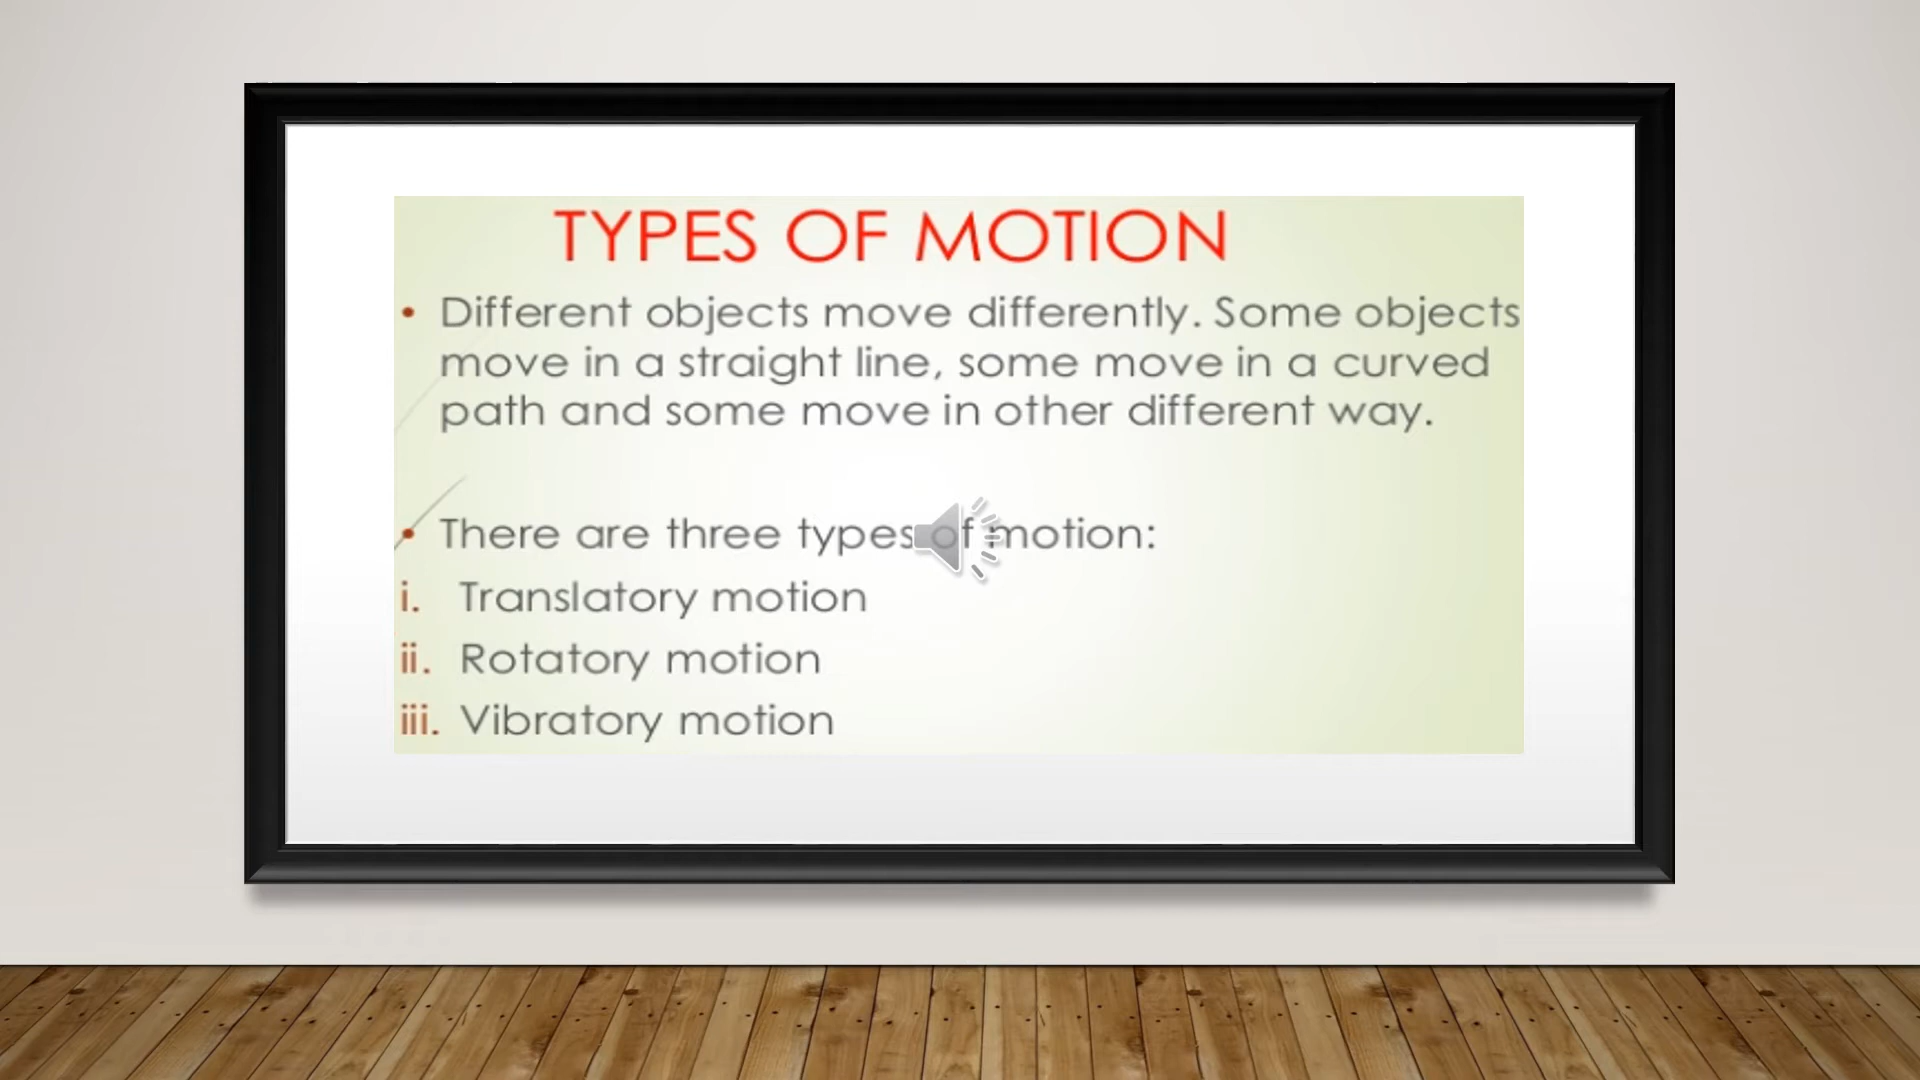 TYPES OF MOTION
• Different objects move differently. Some objects
move in a straight line, some move in a curved
path and some move in other different way.
• There are three types of motion:
i. Translatory motion
ii. Rotatory motion
iii. Vibratory motion